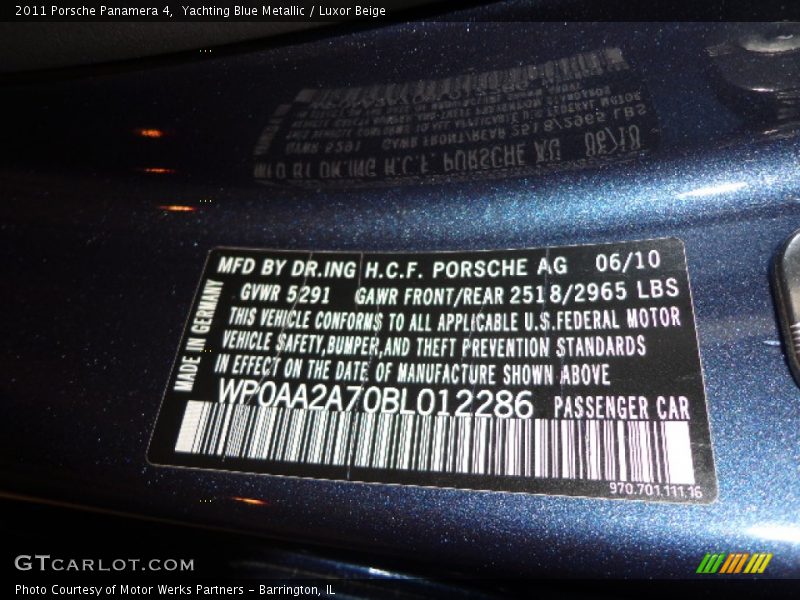 2011 Porsche Panamera 4,  Yachting Blue Metallic / Luxor Beige
MFD BY DR.ING H.C.F. PORSCHE AG 06/10
GVWR 5291 GAWR FRONT/REAR 2518/2965 LBS
THIS VEHICLE CONFORMS TO ALL APPLICABLE U.S.FEDERAL MOTOR
VEHICLE SAFETY,BUMPER,AND THEFT PREVENTION STANDARDS
IN EFFECT ON THE DATE OF MANUFACTURE SHOWN ABOVE
WP0AA2A70BL012286 PASSENGER CAR
MADE IN GERMANY
970.701.111.16
GTCARLOT.COM
Photo Courtesy of Motor Werks Partners - Barrington, IL